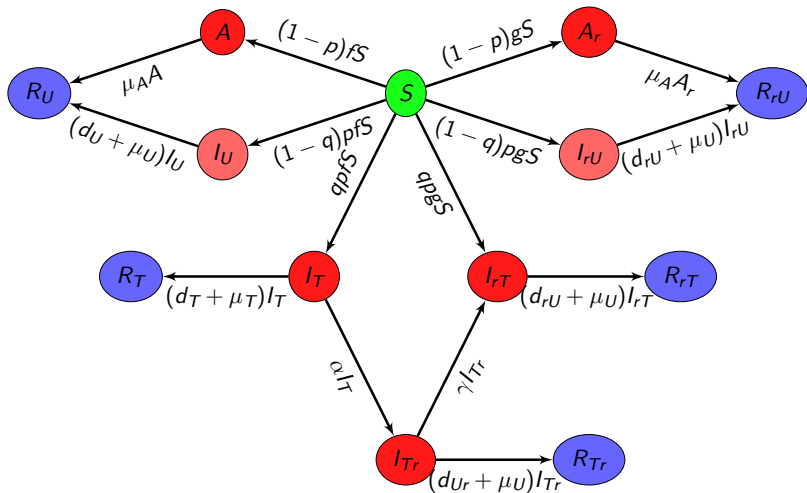 A
(1 − p)fS
(1 − p)gS
A_r
R_U
μ_A A
S
μ_A A_r
R_rU
(d_U + μ_U)I_U
I_U
(1 − q)pfS
(1 − q)pgS
I_rU
(d_rU + μ_U)I_rU
qpfS
qpgS
R_T
(d_T + μ_T)I_T
I_T
I_rT
(d_rU + μ_U)I_rT
R_rT
αI_T
γI_Tr
I_Tr
(d_Ur + μ_U)I_Tr
R_Tr